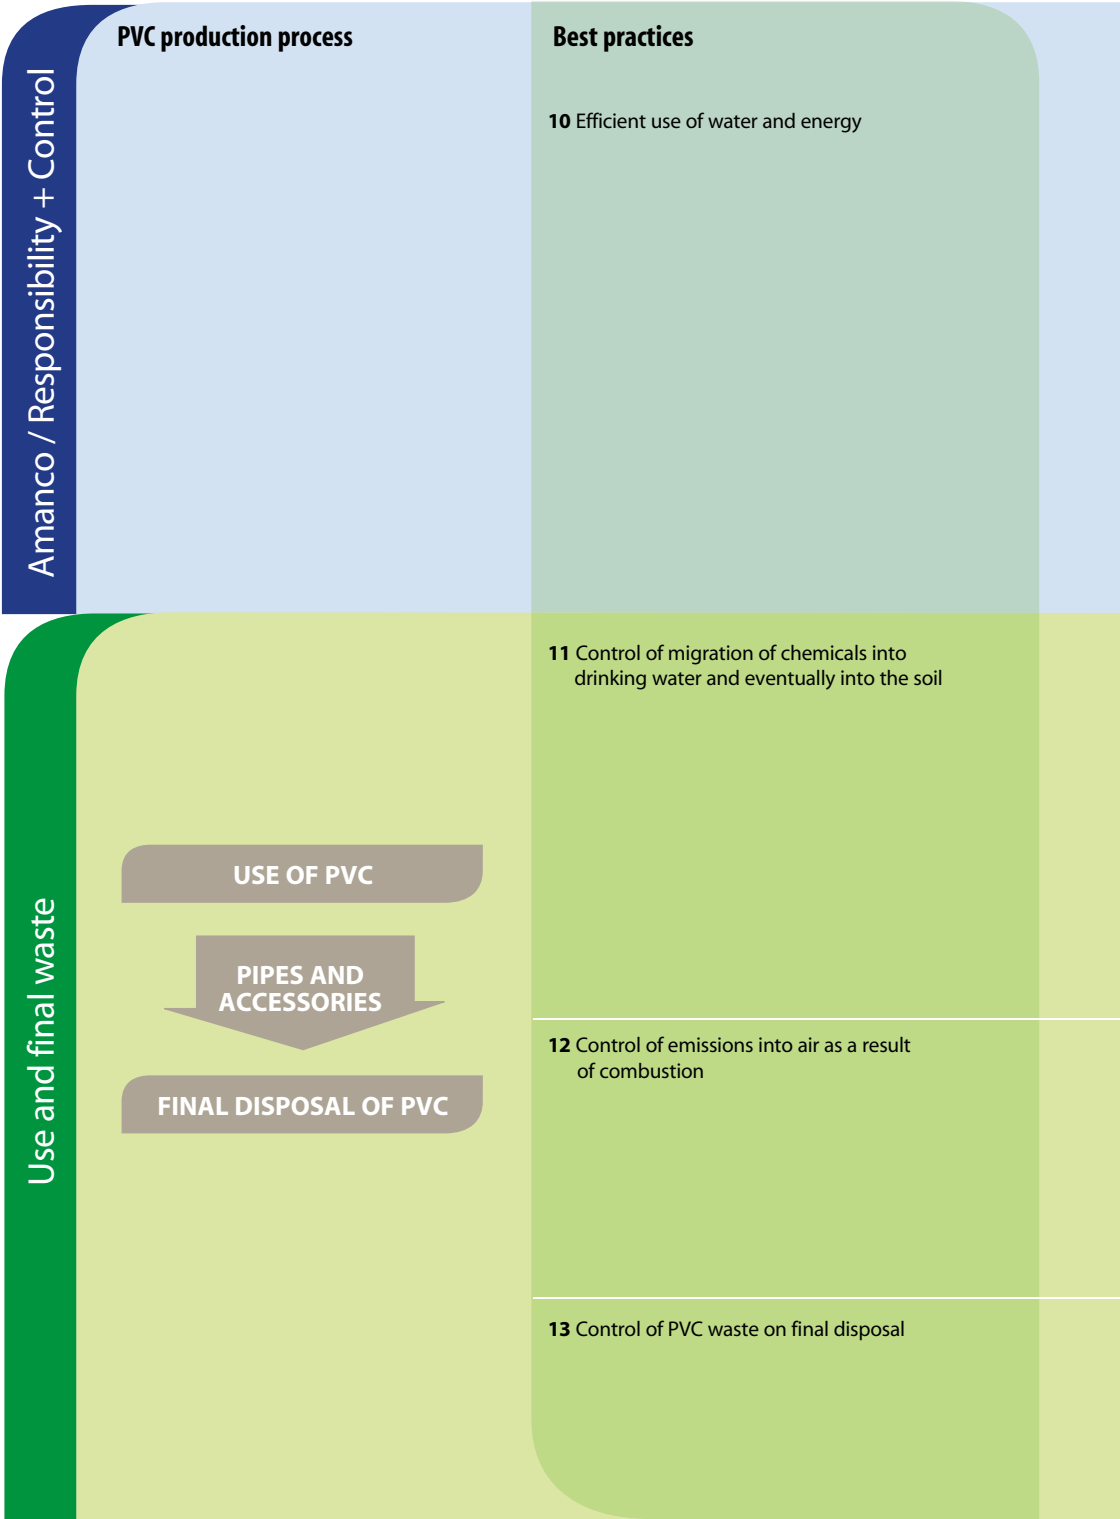 PVC production process
Best practices
Amanco / Responsibility + Control
10 Efficient use of water and energy
Use and final waste
11 Control of migration of chemicals into
drinking water and eventually into the soil
USE OF PVC
PIPES AND
ACCESSORIES
FINAL DISPOSAL OF PVC
12 Control of emissions into air as a result
of combustion
13 Control of PVC waste on final disposal